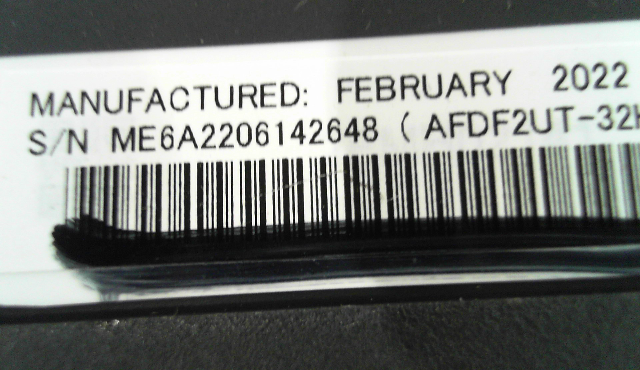 MANUFACTURED: FEBRUARY 2022
S/N ME6A2206142648 ( AFDF2UT-32